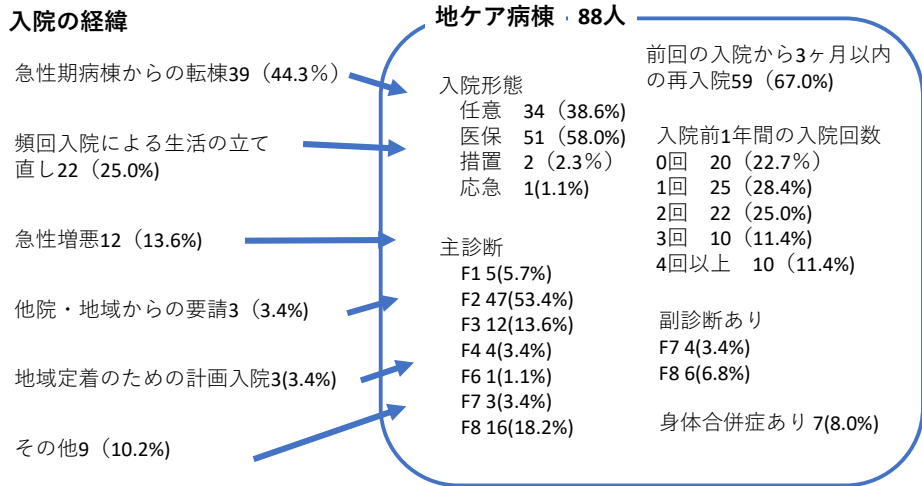 入院の経緯
急性期病棟からの転棟39（44.3％）
頻回入院による生活の立て
直し22（25.0%）
急性増悪12（13.6%）
他院・地域からの要請3（3.4%）
地域定着のための計画入院3(3.4%)
その他9（10.2%）
地ケア病棟　88人
入院形態
任意　34（38.6%）
医保　51（58.0%）
措置　2（2.3％）
応急　1(1.1%)
主診断
F1 5(5.7%)
F2 47(53.4%)
F3 12(13.6%)
F4 4(3.4%)
F6 1(1.1%)
F7 3(3.4%)
F8 16(18.2%)
前回の入院から3ヶ月以内
の再入院59（67.0%）
入院前1年間の入院回数
0回　20（22.7％）
1回　25（28.4%）
2回　22（25.0%）
3回　10（11.4%）
4回以上　10（11.4%）
副診断あり
F7 4(3.4%)
F8 6(6.8%)
身体合併症あり 7(8.0%)